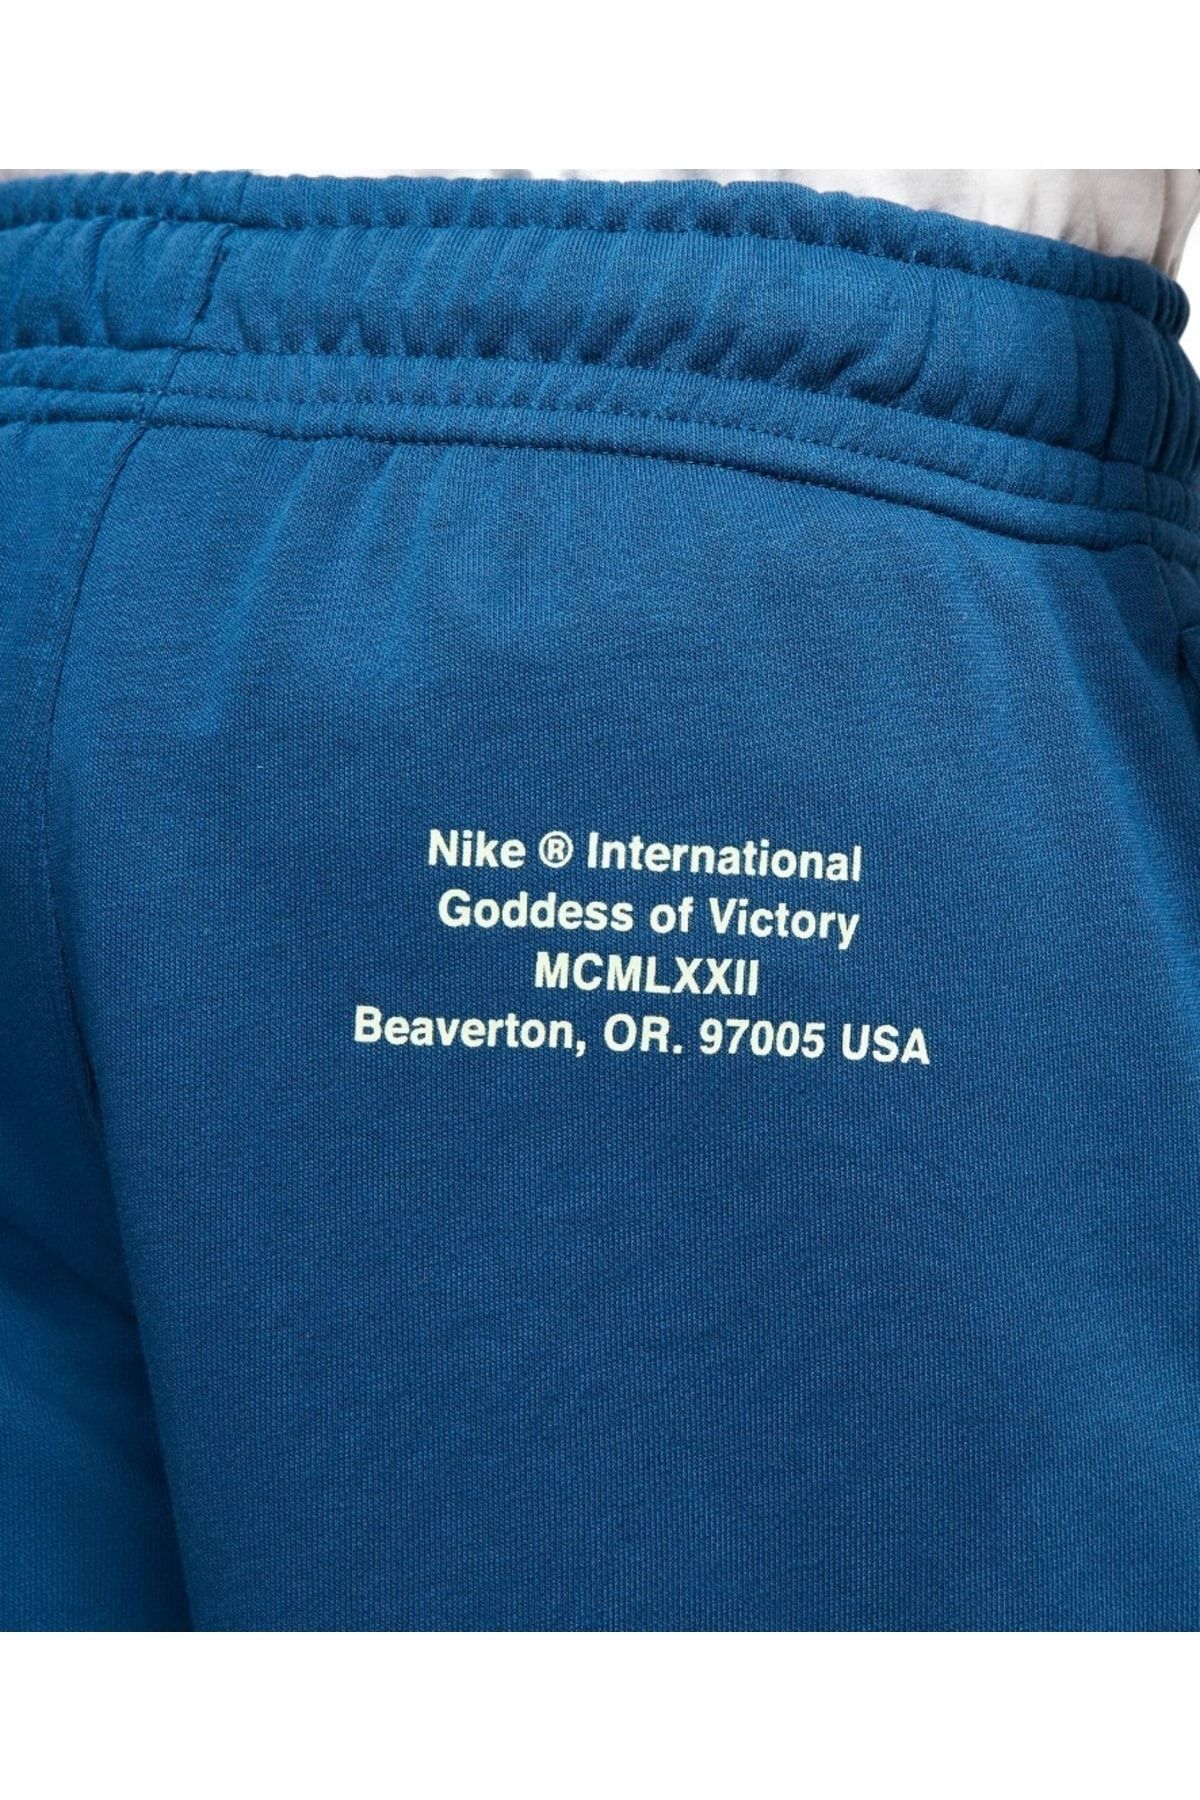 Nike ® International
Goddess of Victory
MCMLXXII
Beaverton, OR. 97005 USA